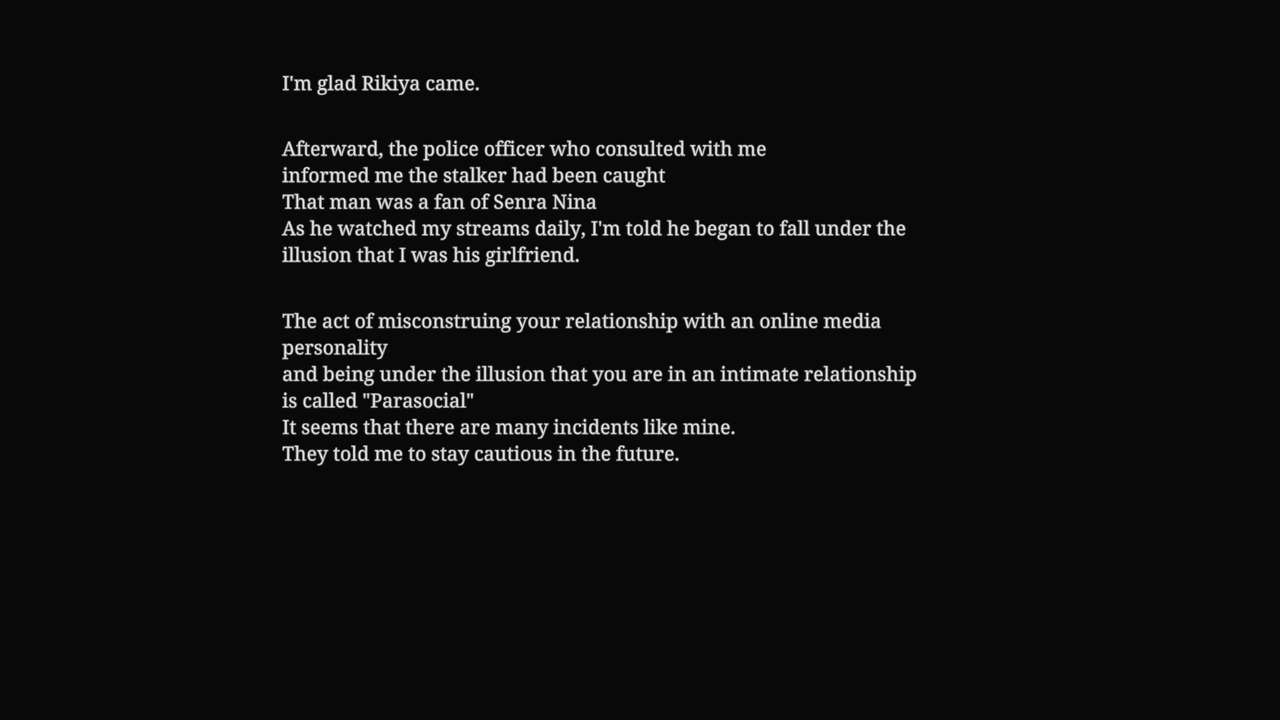 I'm glad Rikiya came.
Afterward, the police officer who consulted with me
informed me the stalker had been caught
That man was a fan of Senra Nina
As he watched my streams daily, I'm told he began to fall under the
illusion that I was his girlfriend.
The act of misconstruing your relationship with an online media
personality
and being under the illusion that you are in an intimate relationship
is called "Parasocial"
It seems that there are many incidents like mine.
They told me to stay cautious in the future.